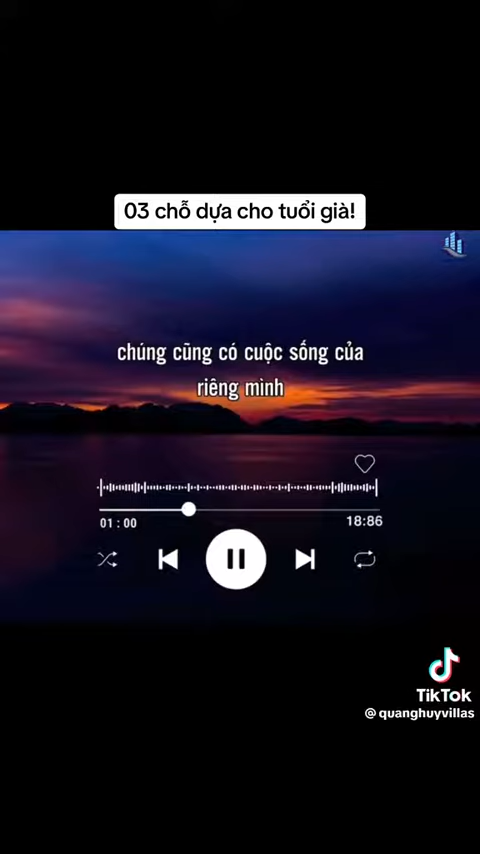 03 chỗ dựa cho tuổi già!
chúng cũng có cuộc sống của
riêng mình
01 : 00
18:86
TikTok
@ quanghuyvillas